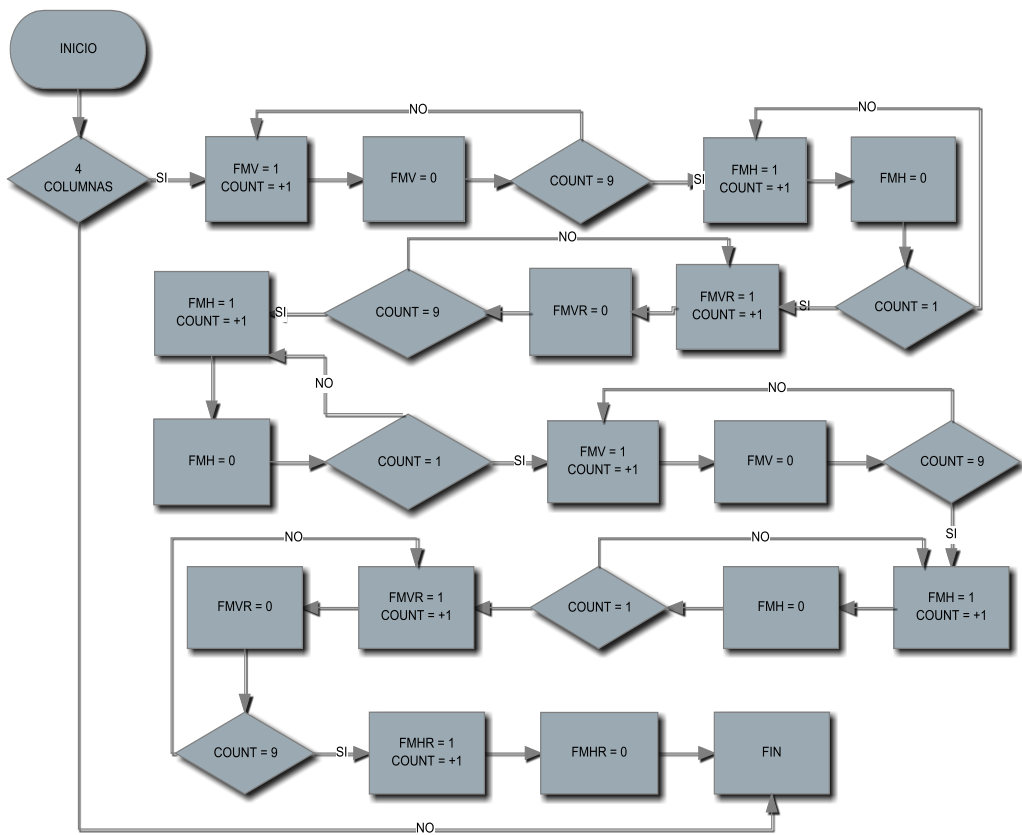 INICIO
4
COLUMNAS
SI
FMV = 1
COUNT = +1
FMV = 0
COUNT = 9
NO
SI
FMH = 1
COUNT = +1
FMH = 0
NO
COUNT = 1
SI
FMVR = 1
COUNT = +1
FMVR = 0
COUNT = 9
NO
SI
FMH = 1
COUNT = +1
FMH = 0
COUNT = 1
NO
SI
FMV = 1
COUNT = +1
FMV = 0
COUNT = 9
NO
SI
FMH = 1
COUNT = +1
FMH = 0
COUNT = 1
NO
FMVR = 1
COUNT = +1
FMVR = 0
NO
COUNT = 9
SI
FMHR = 1
COUNT = +1
FMHR = 0
FIN
NO